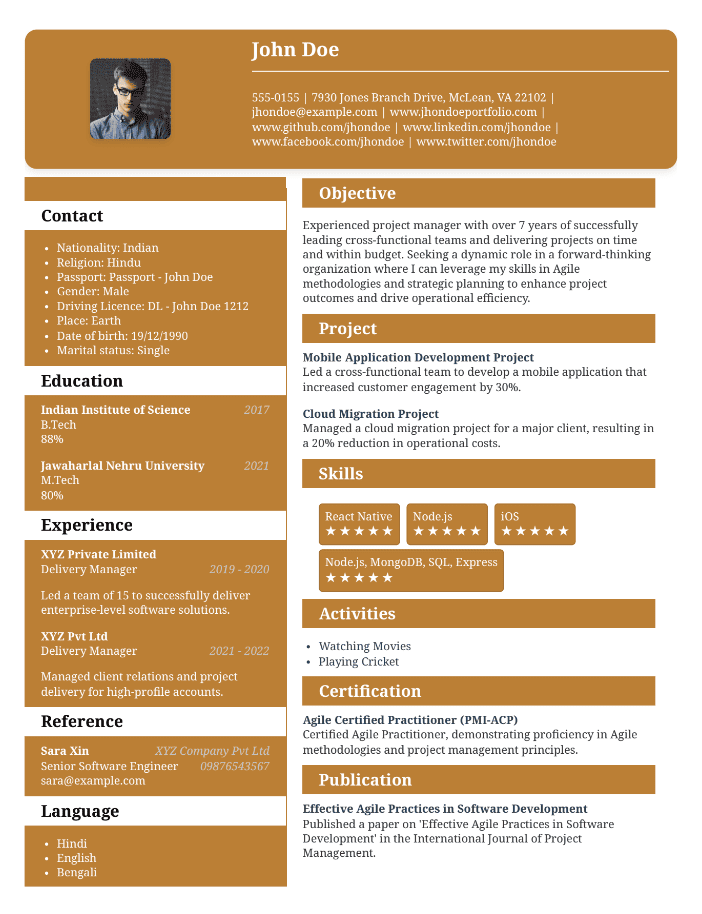 John Doe
555-0155 | 7930 Jones Branch Drive, McLean, VA 22102 |
jhondoe@example.com | www.jhondoeportfolio.com |
www.github.com/jhondoe | www.linkedin.com/jhondoe |
www.facebook.com/jhondoe | www.twitter.com/jhondoe
Contact
• Nationality: Indian
• Religion: Hindu
• Passport: Passport - John Doe
• Gender: Male
• Driving Licence: DL - John Doe 1212
• Place: Earth
• Date of birth: 19/12/1990
• Marital status: Single
Education
Indian Institute of Science 2017
B.Tech
88%
Jawaharlal Nehru University 2021
M.Tech
80%
Experience
XYZ Private Limited
Delivery Manager 2019 - 2020
Led a team of 15 to successfully deliver
enterprise-level software solutions.
XYZ Pvt Ltd
Delivery Manager 2021 - 2022
Managed client relations and project
delivery for high-profile accounts.
Reference
Sara Xin XYZ Company Pvt Ltd
Senior Software Engineer 09876543567
sara@example.com
Language
• Hindi
• English
• Bengali
Objective
Experienced project manager with over 7 years of successfully
leading cross-functional teams and delivering projects on time
and within budget. Seeking a dynamic role in a forward-thinking
organization where I can leverage my skills in Agile
methodologies and strategic planning to enhance project
outcomes and drive operational efficiency.
Project
Mobile Application Development Project
Led a cross-functional team to develop a mobile application that
increased customer engagement by 30%.
Cloud Migration Project
Managed a cloud migration project for a major client, resulting in
a 20% reduction in operational costs.
Skills
React Native Node.js iOS
★ ★ ★ ★ ★ ★ ★ ★ ★ ★ ★ ★ ★ ★ ★
Node.js, MongoDB, SQL, Express
★ ★ ★ ★ ★
Activities
• Watching Movies
• Playing Cricket
Certification
Agile Certified Practitioner (PMI-ACP)
Certified Agile Practitioner, demonstrating proficiency in Agile
methodologies and project management principles.
Publication
Effective Agile Practices in Software Development
Published a paper on 'Effective Agile Practices in Software
Development' in the International Journal of Project
Management.